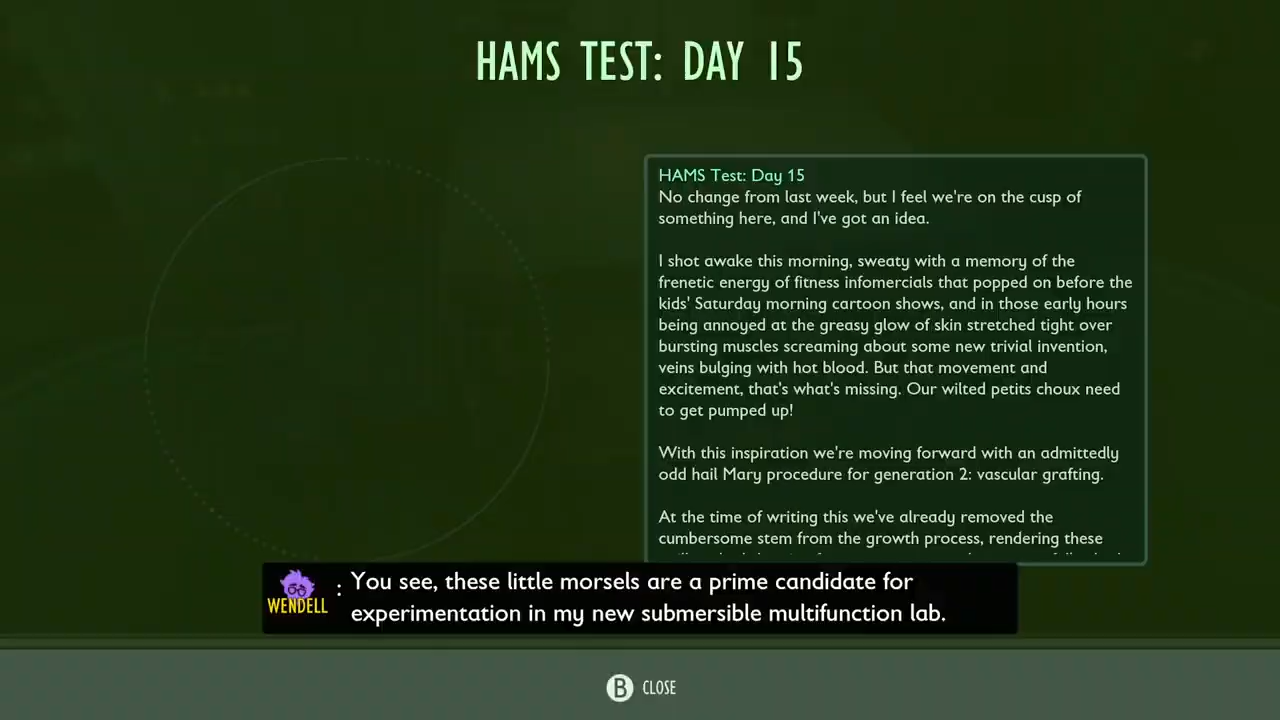 HAMS TEST: DAY 15
HAMS Test: Day 15
No change from last week, but I feel we're on the cusp of
something here, and I've got an idea.
I shot awake this morning, sweaty with a memory of the
frenetic energy of fitness infomercials that popped on before the
kids' Saturday morning cartoon shows, and in those early hours
being annoyed at the greasy glow of skin stretched tight over
bursting muscles screaming about some new trivial invention,
veins bulging with hot blood. But that movement and
excitement, that's what's missing. Our wilted petits choux need
to get pumped up!
With this inspiration we're moving forward with an admittedly
odd hail Mary procedure for generation 2: vascular grafting.
At the time of writing this we've already removed the
cumbersome stem from the growth process, rendering these
WENDELL : You see, these little morsels are a prime candidate for
experimentation in my new submersible multifunction lab.
B CLOSE